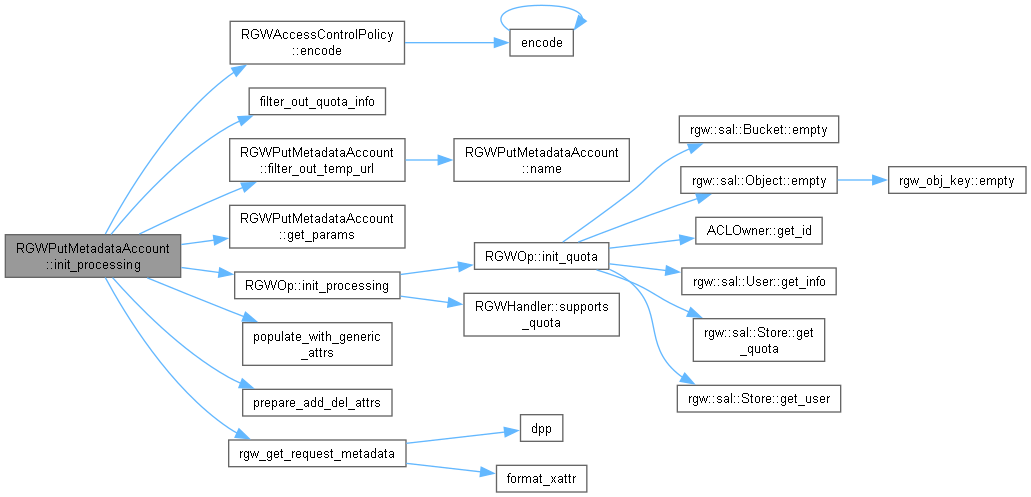 RGWAccessControlPolicy
::encode
encode
filter_out_quota_info
rgw::sal::Bucket::empty
RGWPutMetadataAccount
::filter_out_temp_url
RGWPutMetadataAccount
::name
rgw::sal::Object::empty
rgw_obj_key::empty
RGWPutMetadataAccount
::get_params
ACLOwner::get_id
RGWPutMetadataAccount
::init_processing
RGWOp::init_quota
RGWOp::init_processing
rgw::sal::User::get_info
RGWHandler::supports
_quota
populate_with_generic
_attrs
rgw::sal::Store::get
_quota
prepare_add_del_attrs
rgw::sal::Store::get_user
rgw_get_request_metadata
dpp
format_xattr